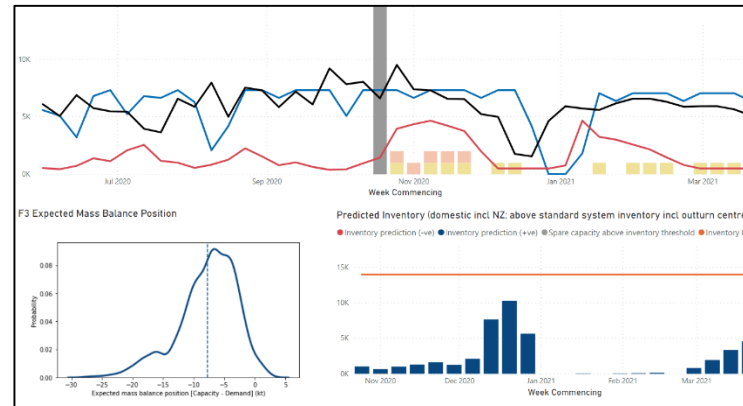 10K
5K
0K
Jul 2020 Sep 2020 Nov 2020 Jan 2021 Mar 2021
Week Commencing
F3 Expected Mass Balance Position
0.08
0.06
0.04
0.02
0.00
Probability
−30 −25 −20 −15 −10 −5 0 5
Expected mass balance position [Capacity - Demand] (kt)
Predicted Inventory (domestic incl NZ: above standard system inventory incl outturn centre
Inventory prediction (-ve) Inventory prediction (+ve) Spare capacity above inventory threshold Inventory
15K
10K
5K
0K
Nov 2020 Dec 2020 Jan 2021 Feb 2021 Mar 2021
Week Commencing